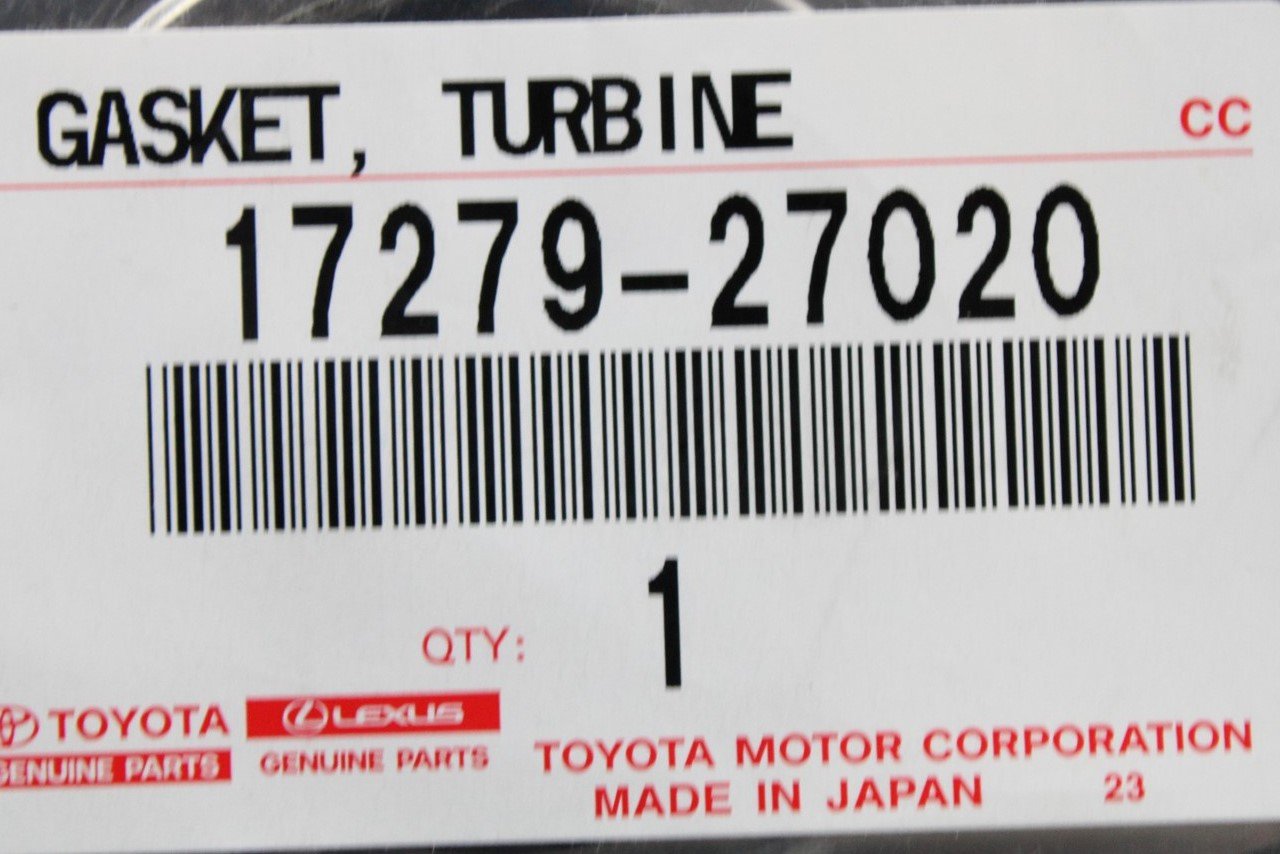 GASKET, TURBINE
CC
17279-27020
QTY: 1
TOYOTA
GENUINE PARTS
LEXUS
GENUINE PARTS
TOYOTA MOTOR CORPORATION
MADE IN JAPAN 23